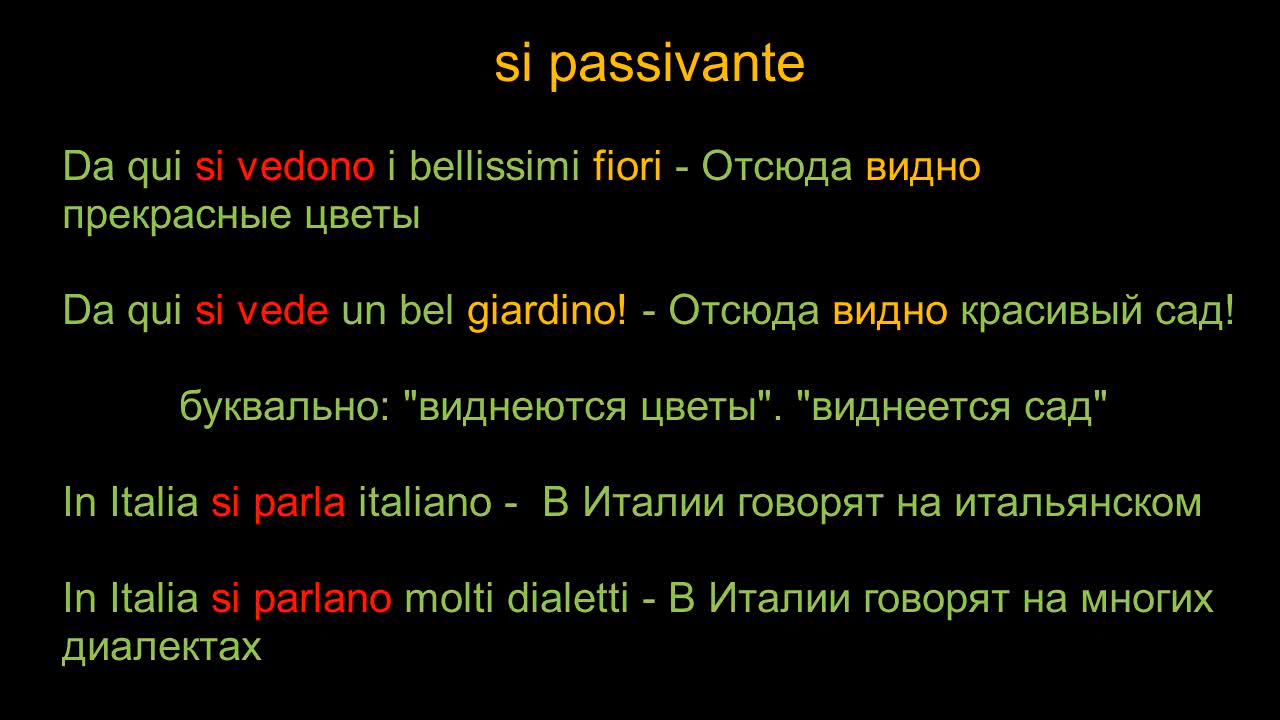 si passivante
Da qui si vedono i bellissimi fiori - Отсюда видно
прекрасные цветы
Da qui si vede un bel giardino! - Отсюда видно красивый сад!
буквально: "виднеются цветы". "виднеется сад"
In Italia si parla italiano -  В Италии говорят на итальянском
In Italia si parlano molti dialetti - В Италии говорят на многих
диалектах